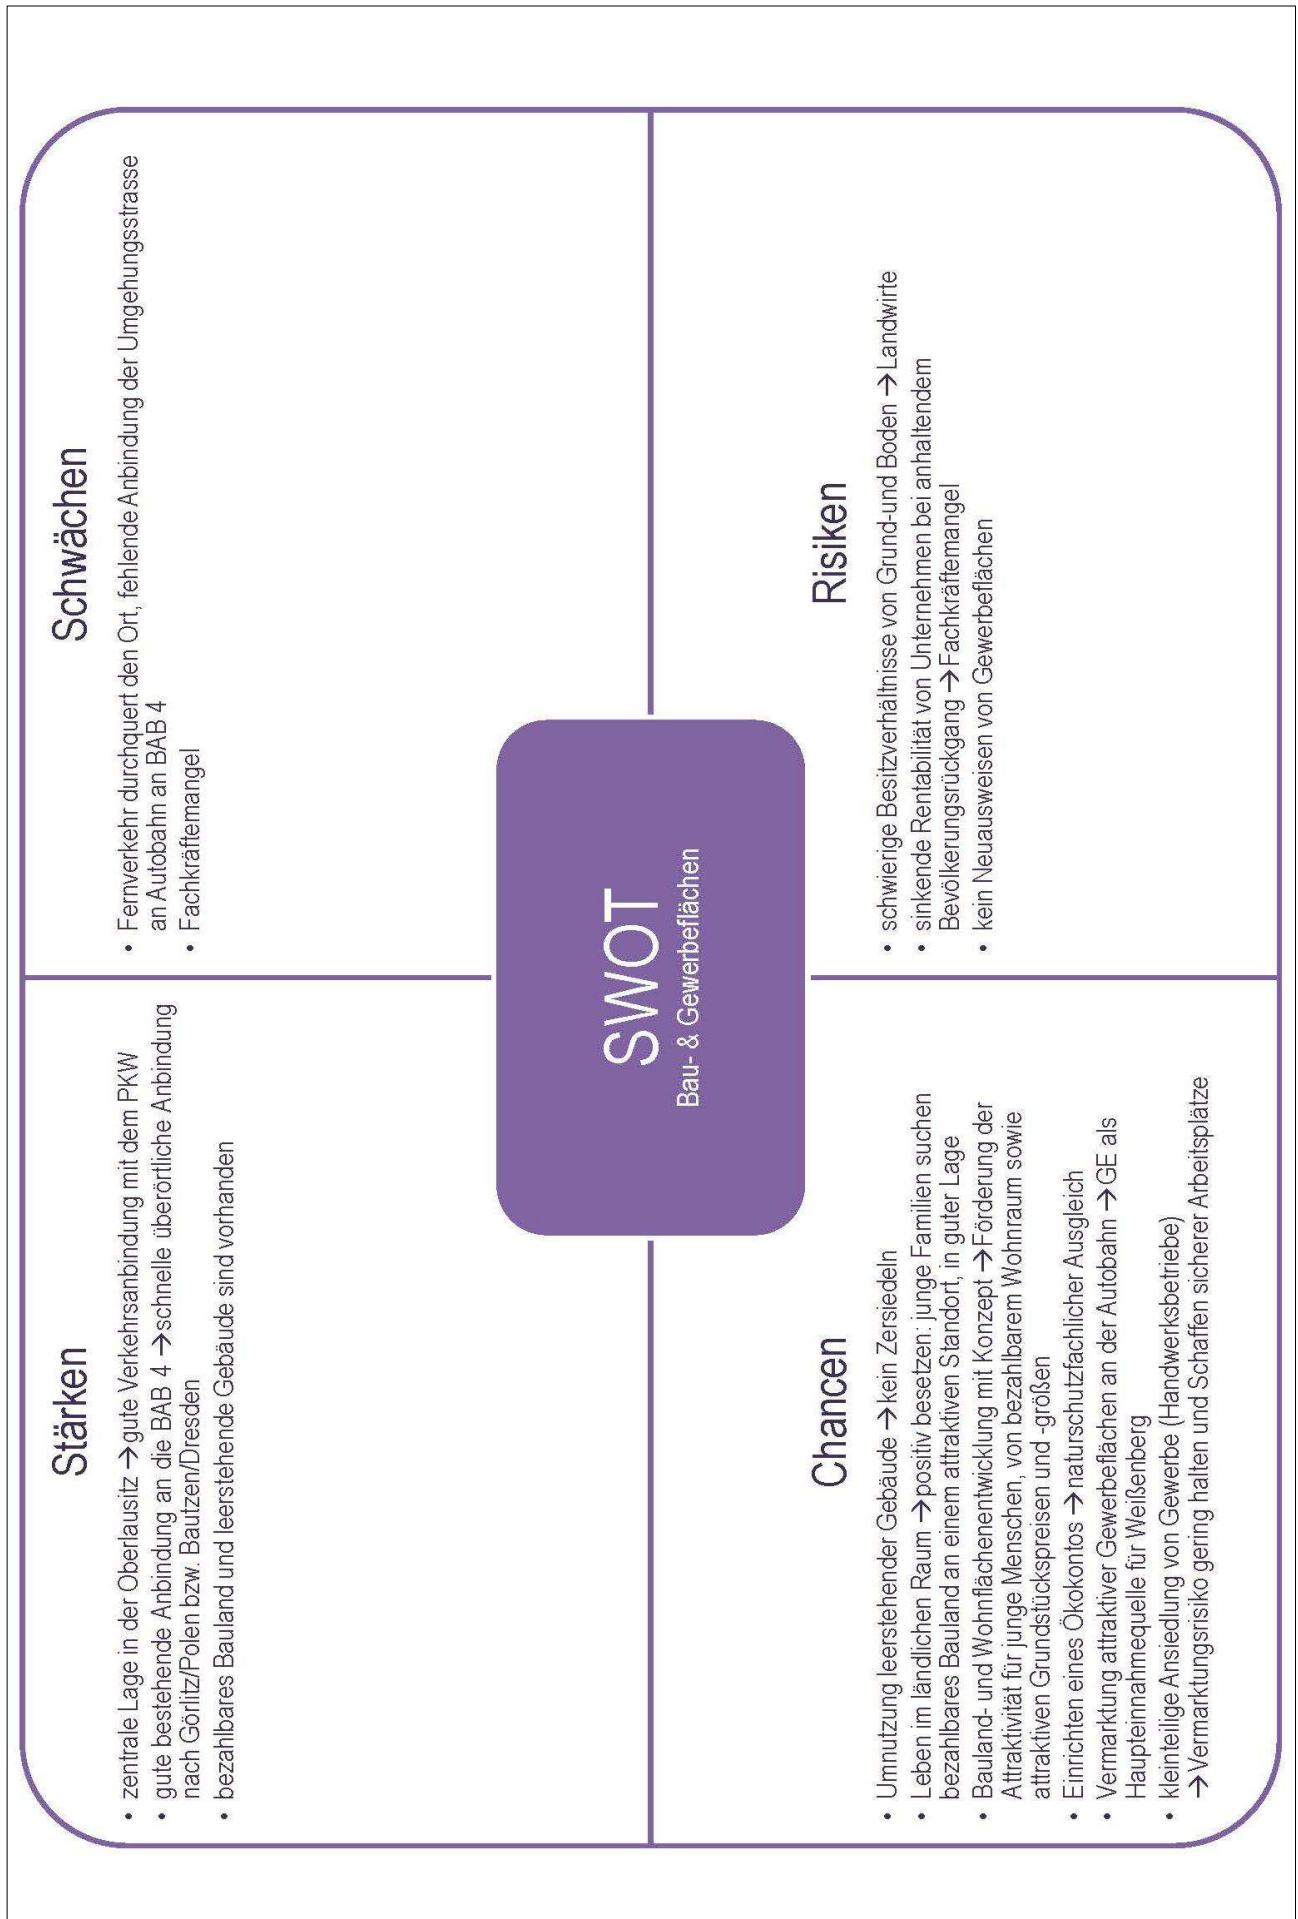 Stärken
• zentrale Lage in der Oberlausitz → gute Verkehrsanbindung mit dem PKW
• gute bestehende Anbindung an die BAB 4 → schnelle überörtliche Anbindung
nach Görlitz/Polen bzw. Bautzen/Dresden
• bezahlbares Bauland und leerstehende Gebäude sind vorhanden
Schwächen
• Fernverkehr durchquert den Ort, fehlende Anbindung der Umgehungsstrasse
an Autobahn an BAB 4
• Fachkräftemangel
SWOT
Bau- & Gewerbeflächen
Chancen
• Umnutzung leerstehender Gebäude → kein Zersiedeln
• Leben im ländlichen Raum → positiv besetzen: junge Familien suchen
bezahlbares Bauland an einem attraktiven Standort, in guter Lage
• Bauland- und Wohnflächenentwicklung mit Konzept → Förderung der
Attraktivität für junge Menschen, von bezahlbarem Wohnraum sowie
attraktiven Grundstückspreisen und -größen
• Einrichten eines Ökokontos → naturschutzfachlicher Ausgleich
• Vermarktung attraktiver Gewerbeflächen an der Autobahn → GE als
Haupteinnahmequelle für Weißenberg
• kleinteilige Ansiedlung von Gewerbe (Handwerksbetriebe)
→ Vermarktungsrisiko gering halten und Schaffen sicherer Arbeitsplätze
Risiken
• schwierige Besitzverhältnisse von Grund-und Boden → Landwirte
• sinkende Rentabilität von Unternehmen bei anhaltendem
Bevölkerungsrückgang → Fachkräftemangel
• kein Neuausweisen von Gewerbeflächen